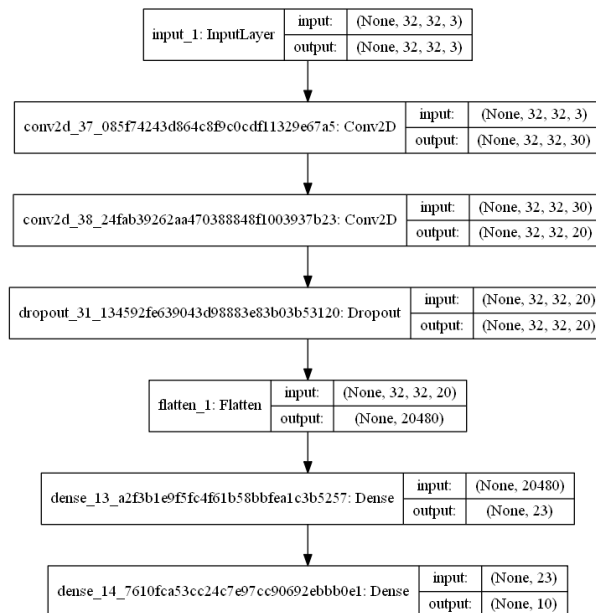 input_1: InputLayer
input: (None, 32, 32, 3)
output: (None, 32, 32, 3)
conv2d_37_085f74243d864c8f9c0cdf11329e67a5: Conv2D
input: (None, 32, 32, 3)
output: (None, 32, 32, 30)
conv2d_38_24fab39262aa470388848f1003937b23: Conv2D
input: (None, 32, 32, 30)
output: (None, 32, 32, 20)
dropout_31_134592fe639043d98883e83b03b53120: Dropout
input: (None, 32, 32, 20)
output: (None, 32, 32, 20)
flatten_1: Flatten
input: (None, 32, 32, 20)
output: (None, 20480)
dense_13_a2f3b1e9f5fc4f61b58bbfea1c3b5257: Dense
input: (None, 20480)
output: (None, 23)
dense_14_7610fca53cc24c7e97cc90692ebbb0e1: Dense
input: (None, 23)
output: (None, 10)